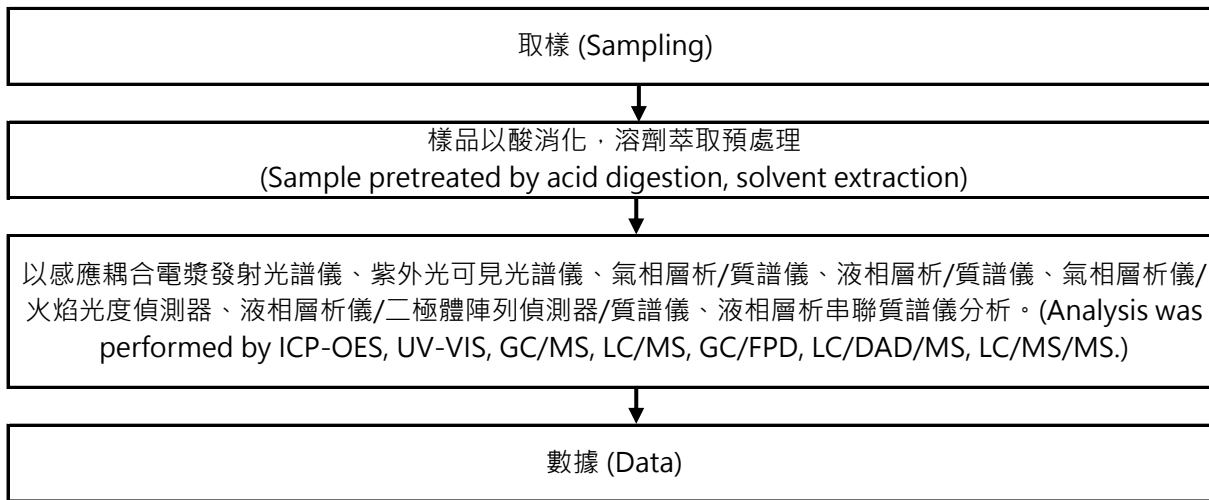 取樣 (Sampling)
樣品以酸消化，溶劑萃取預處理
(Sample pretreated by acid digestion, solvent extraction)
以感應耦合電漿發射光譜儀、紫外光可見光譜儀、氣相層析/質譜儀、液相層析/質譜儀、氣相層析儀/
火焰光度偵測器、液相層析儀/二極體陣列偵測器/質譜儀、液相層析串聯質譜儀分析。(Analysis was
performed by ICP-OES, UV-VIS, GC/MS, LC/MS, GC/FPD, LC/DAD/MS, LC/MS/MS.)
數據 (Data)